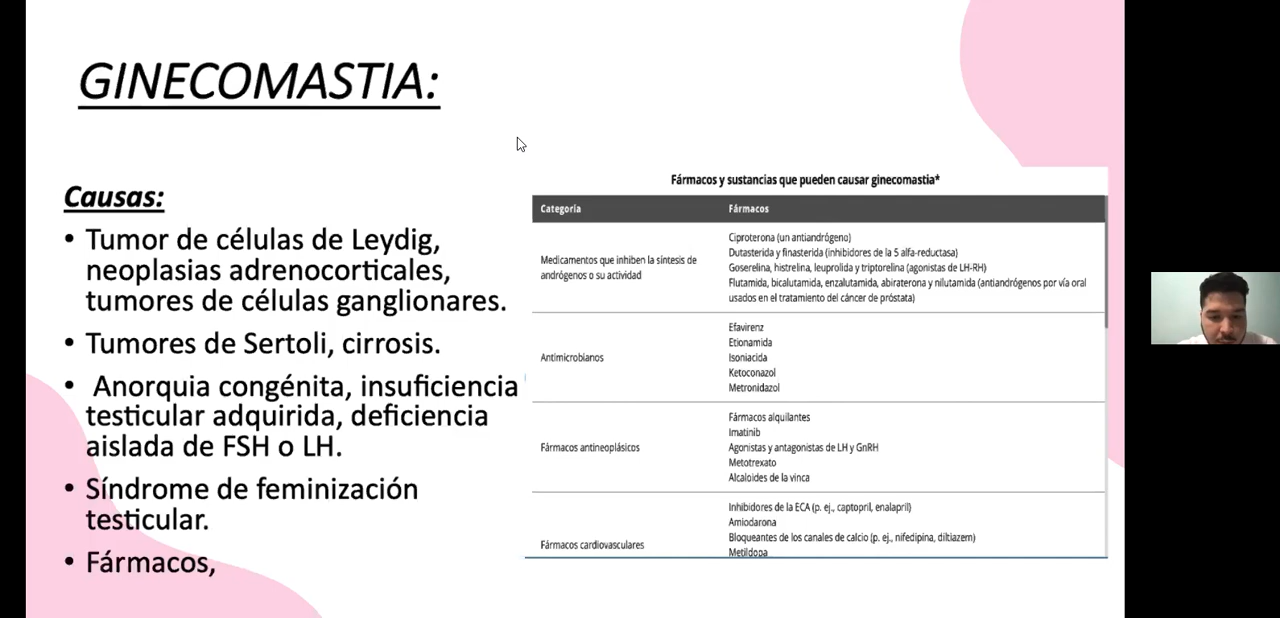 GINECOMASTIA:
Causas:
• Tumor de células de Leydig,
neoplasias adrenocorticales,
tumores de células ganglionares.
• Tumores de Sertoli, cirrosis.
• Anorquia congénita, insuficiencia
testicular adquirida, deficiencia
aislada de FSH o LH.
• Síndrome de feminización
testicular.
• Fármacos,
Fármacos y sustancias que pueden causar ginecomastia*
Categoría Fármacos
Medicamentos que inhiben la síntesis de
andrógenos o su actividad
Ciproterona (un antiandrógeno)
Dutasterida y finasterida (inhibidores de la 5 alfa-reductasa)
Goserelina, histrelina, leuprolida y triptorelina (agonistas de LH-RH)
Flutamida, bicalutamida, enzalutamida, abiraterona y nilutamida (antiandrógenos por vía oral
usados en el tratamiento del cáncer de próstata)
Antimicrobianos
Efavirenz
Etionamida
Isoniacida
Ketoconazol
Metronidazol
Fármacos antineoplásicos
Fármacos alquilantes
Imatinib
Agonistas y antagonistas de LH y GnRH
Metotrexato
Alcaloides de la vinca
Fármacos cardiovasculares
Inhibidores de la ECA (p. ej., captopril, enalapril)
Amiodarona
Bloqueantes de los canales de calcio (p. ej., nifedipina, diltiazem)
Metildopa